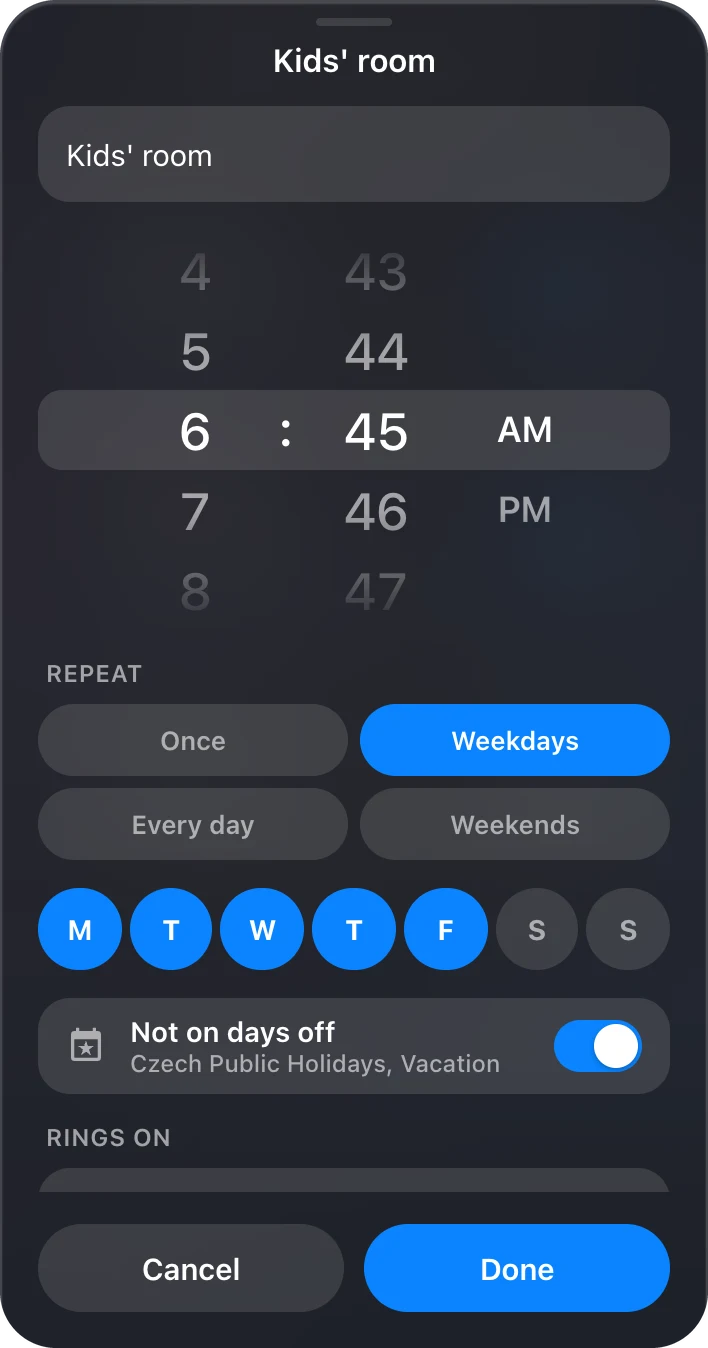 Kids' room
Kids' room
4 43
5 44
6 : 45 AM
7 46 PM
8 47
REPEAT
Once Weekdays
Every day Weekends
M T W T F S S
Not on days off
Czech Public Holidays, Vacation
RINGS ON
Cancel Done